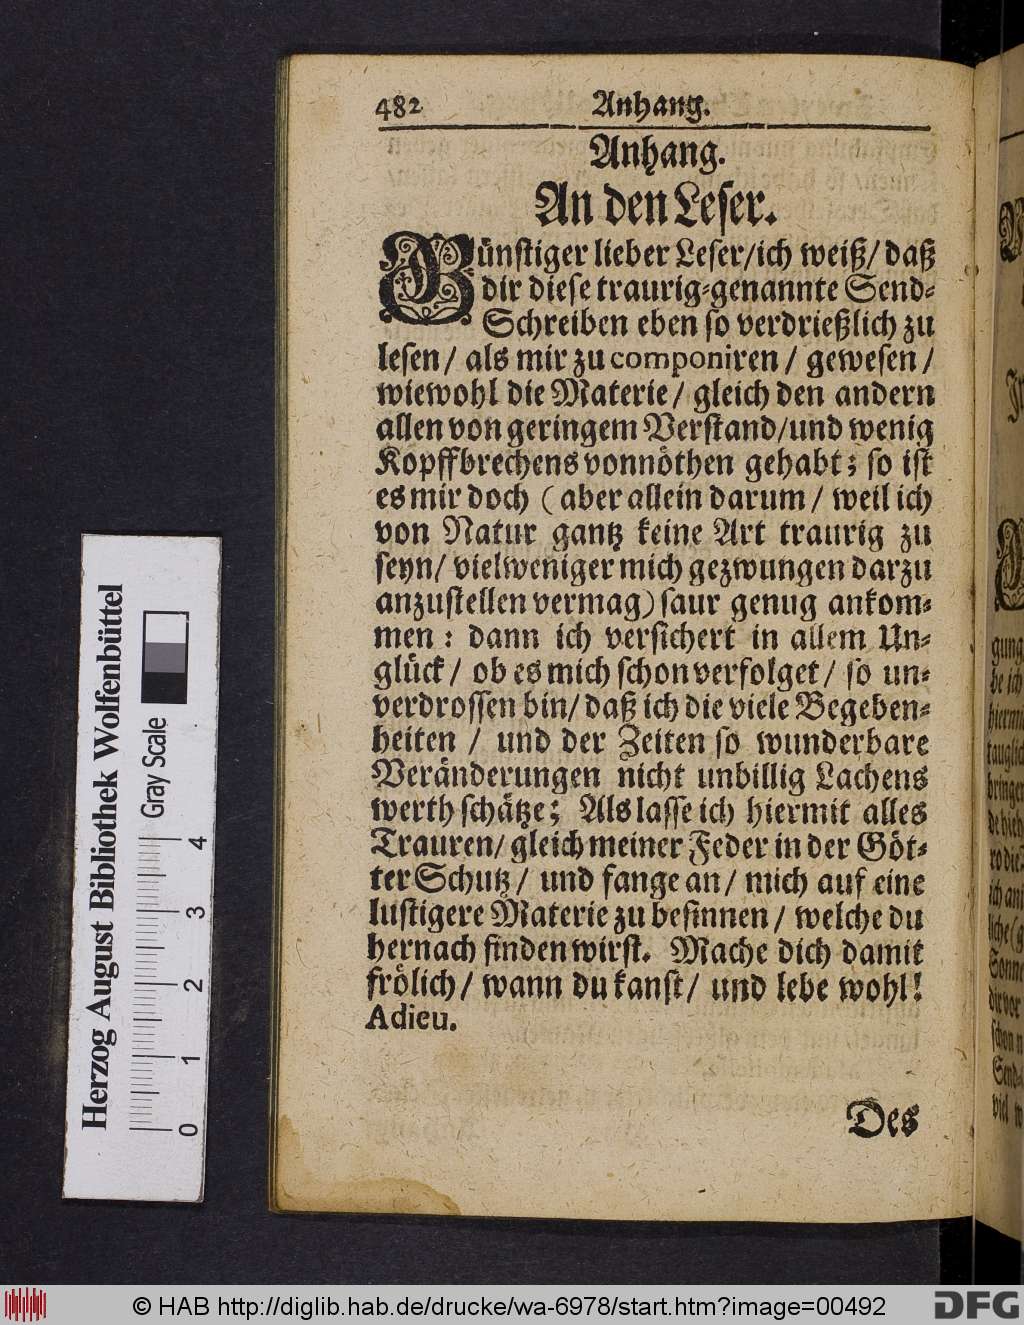 482 Anhang.
Anhang.
An den Leser.
Günstiger lieber Leser/ich weiß/ daß
dir diese traurig-genannte Send-
Schreiben eben so verdrießlich zu
lesen/ als mir zu componiren/ gewesen/
wiewohl die Materie/ gleich den andern
allen von geringem Verstand/und wenig
Kopffbrechens vonnöthen gehabt; so ist
es mir doch (aber allein darum/ weil ich
von Natur gantz keine Art traurig zu
seyn/ vielweniger mich gezwungen darzu
anzustellen vermag) saur genug ankom-
men: dann ich versichert in allem Un-
glück/ ob es mich schon verfolget/ so un-
verdrossen bin/ daß ich die viele Begeben-
heiten/ und der Zeiten so wunderbare
Veränderungen nicht unbillig Lachens
werth schätze; Als lasse ich hiermit alles
Trauren/ gleich meiner Feder in der Göt-
ter Schutz/ und fange an/ mich auf eine
lustigere Materie zu besinnen/ welche du
hernach finden wirst. Mache dich damit
frölich/ wann du kanst/ und lebe wohl!
Adieu.
Des
Herzog August Bibliothek Wolfenbüttel
Gray Scale
0 1 2 3 4
© HAB http://diglib.hab.de/drucke/wa-6978/start.htm?image=00492
DFG